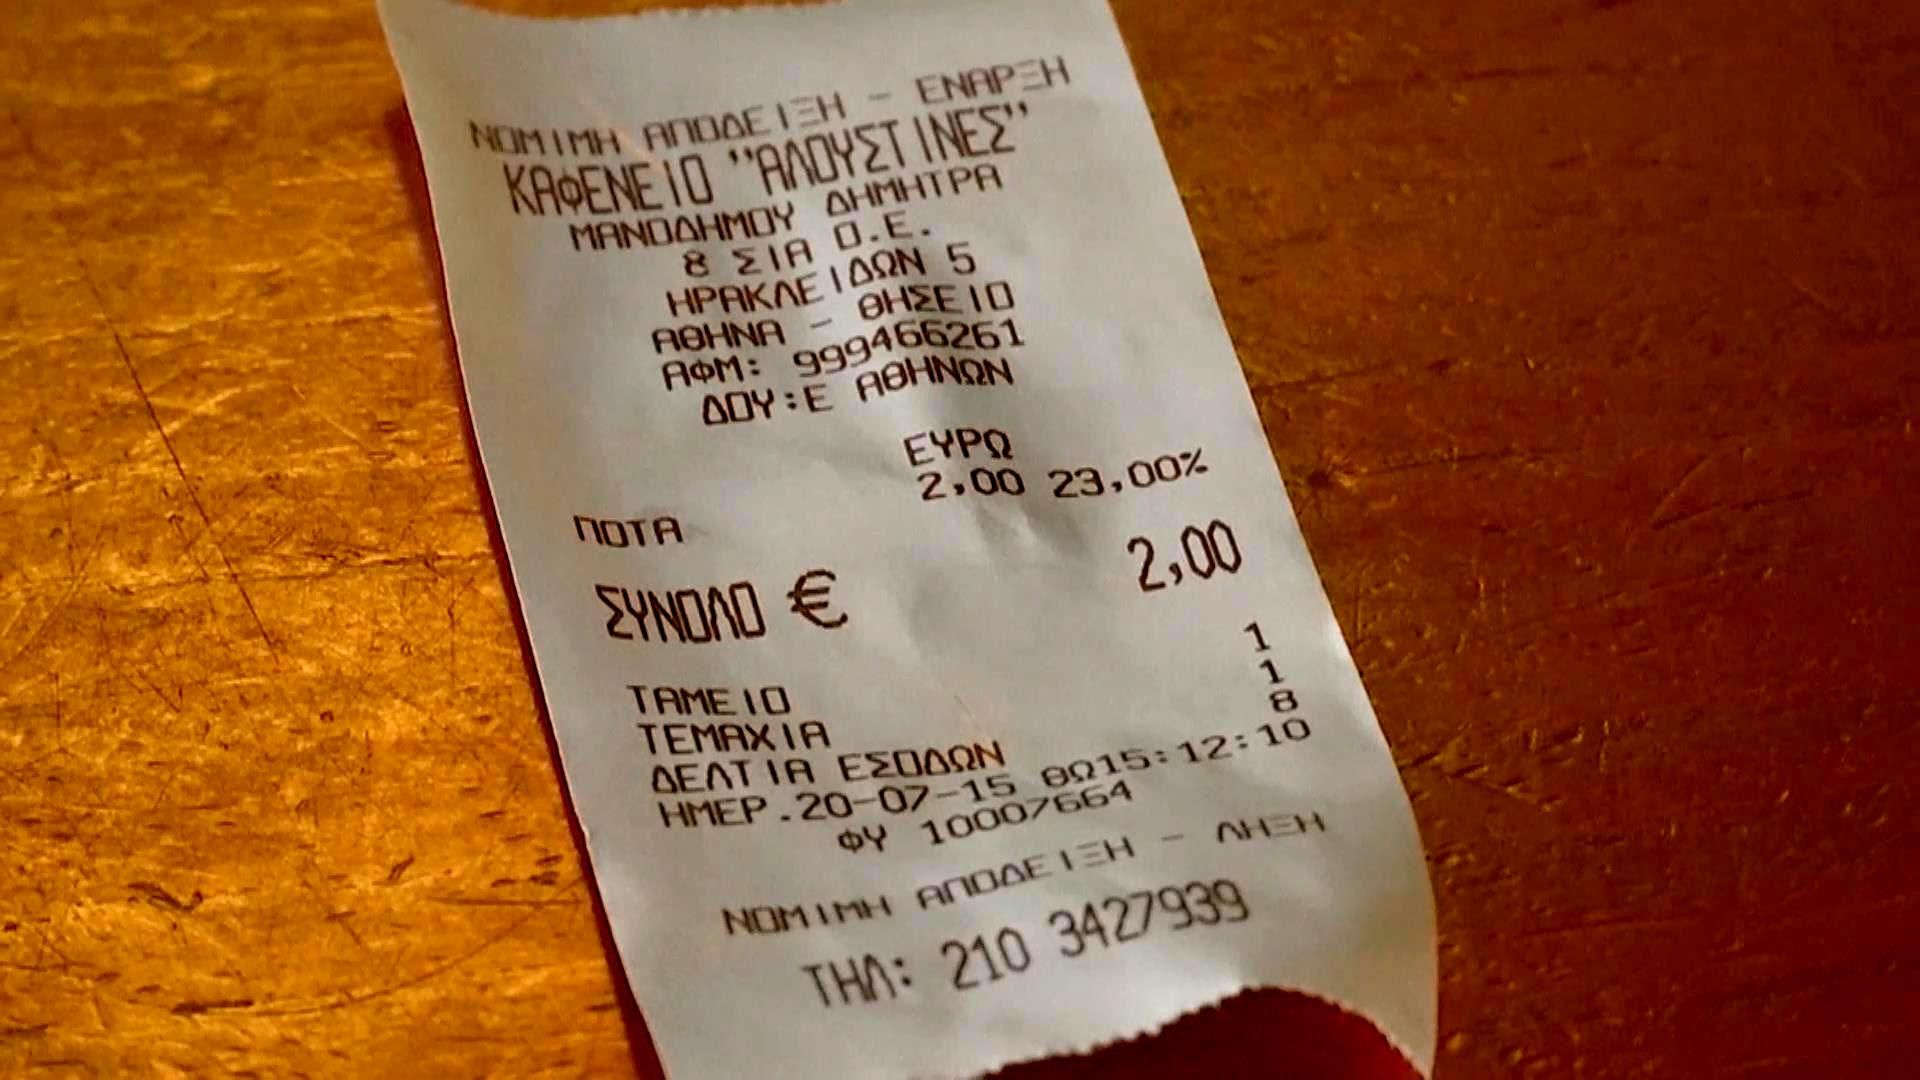 ΝΟΜΙΜΗ ΑΠΟΔΕΙΞΗ - ΕΝΑΡΞΗ
ΚΑΦΕΝΕΙΟ "ΑΛΟΥΣΤΙΝΕΣ"
ΜΑΝΟΔΗΜΟΥ ΔΗΜΗΤΡΑ
8 ΣΙΑ Ο.Ε.
ΗΡΑΚΛΕΙΔΩΝ 5
ΑΘΗΝΑ - ΘΗΣΕΙΟ
ΑΦΜ: 999466261
ΔΟΥ:Ε ΑΘΗΝΩΝ
ΕΥΡΩ
2,00 23,00%
ΠΟΤΑ
ΣΥΝΟΛΟ € 2,00
ΤΑΜΕΙΟ 1
ΤΕΜΑΧΙΑ 1
ΔΕΛΤΙΑ ΕΣΟΔΩΝ 8
ΗΜΕΡ.20-07-15 ΘΩ15:12:10
ΦΥ 10007664
ΝΟΜΙΜΗ ΑΠΟΔΕΙΞΗ - ΛΗΞΗ
ΤΗΛ: 210 3427939